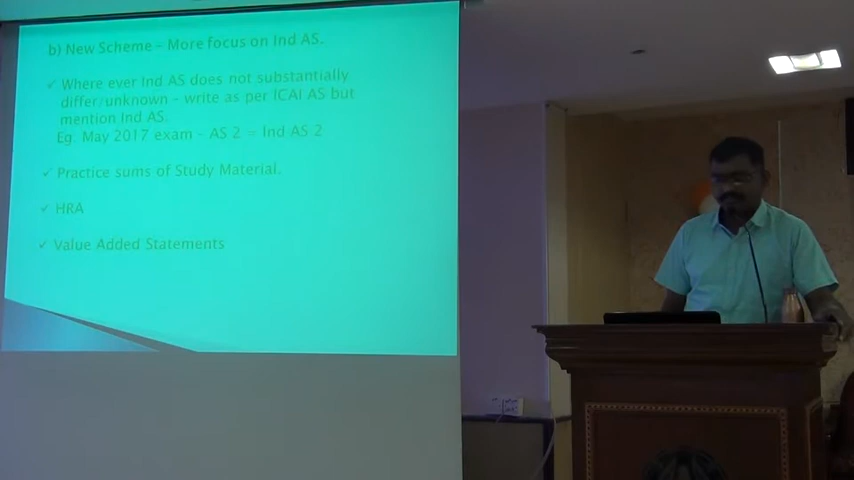 b) New Scheme - More focus on Ind AS.
✓ Where ever Ind AS does not substantially
differ/unknown - write as per ICAI AS but
mention Ind AS.
Eg. May 2017 exam - AS 2 = Ind AS 2
✓ Practice sums of Study Material.
✓ HRA
✓ Value Added Statements